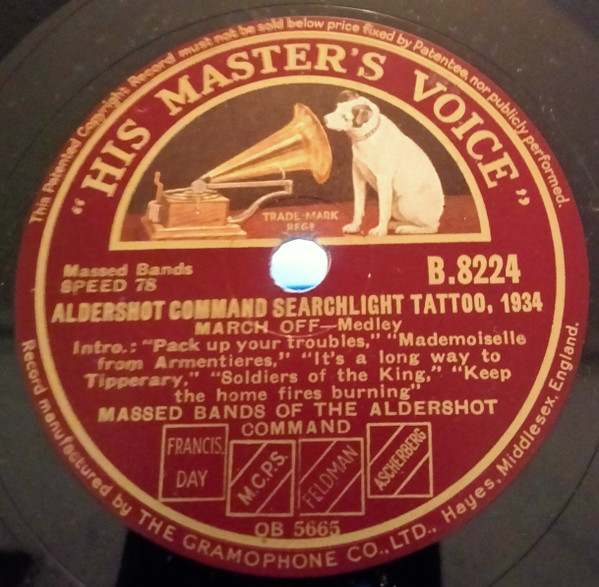 This Patented Copyright Record must not be sold below price fixed by Patentee, nor publicly performed.
"HIS MASTER'S VOICE"
TRADE-MARK
REGD
Massed Bands
SPEED 78
B.8224
ALDERSHOT COMMAND SEARCHLIGHT TATTOO, 1934
MARCH OFF—Medley
Intro.: "Pack up your troubles," "Mademoiselle
from Armentieres," "It's a long way to
Tipperary," "Soldiers of the King," "Keep
the home fires burning"
MASSED BANDS OF THE ALDERSHOT
COMMAND
FRANCIS,
DAY
M.C.P.S.
FELDMAN
ASCHERBERG
OB 5665
Record manufactured by THE GRAMOPHONE CO., LTD., Hayes, Middlesex, England.